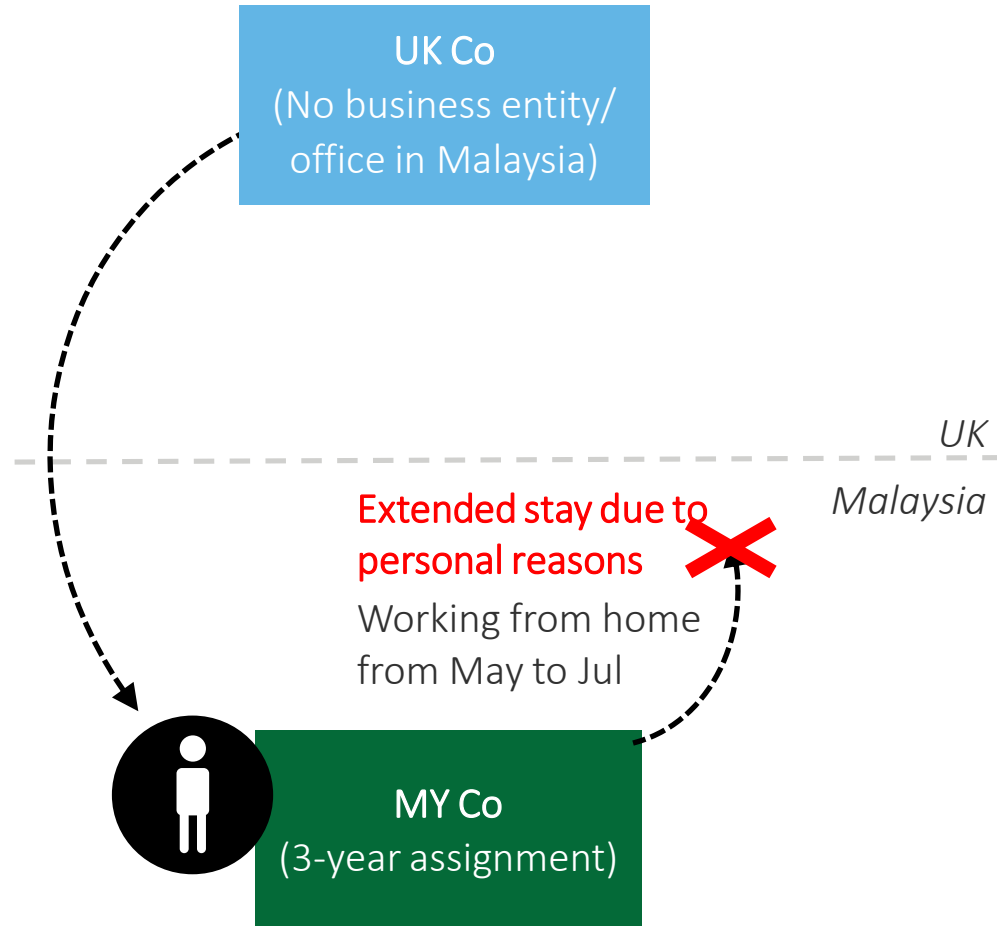 UK Co
(No business entity/
office in Malaysia)
UK
Malaysia
Extended stay due to
personal reasons
Working from home
from May to Jul
MY Co
(3-year assignment)